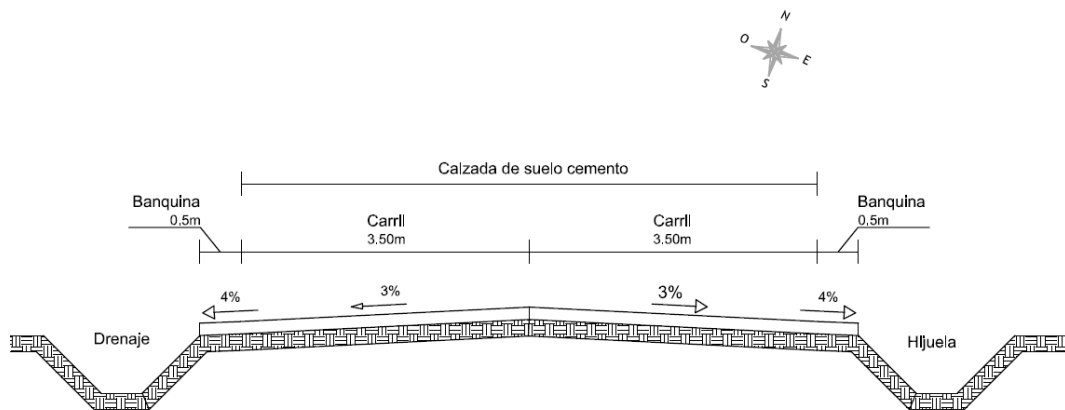 N
O
E
S
Calzada de suelo cemento
Banquina
0,5m
Carril
3.50m
Carril
3.50m
Banquina
0,5m
4%
3%
3%
4%
Drenaje
HIjuela